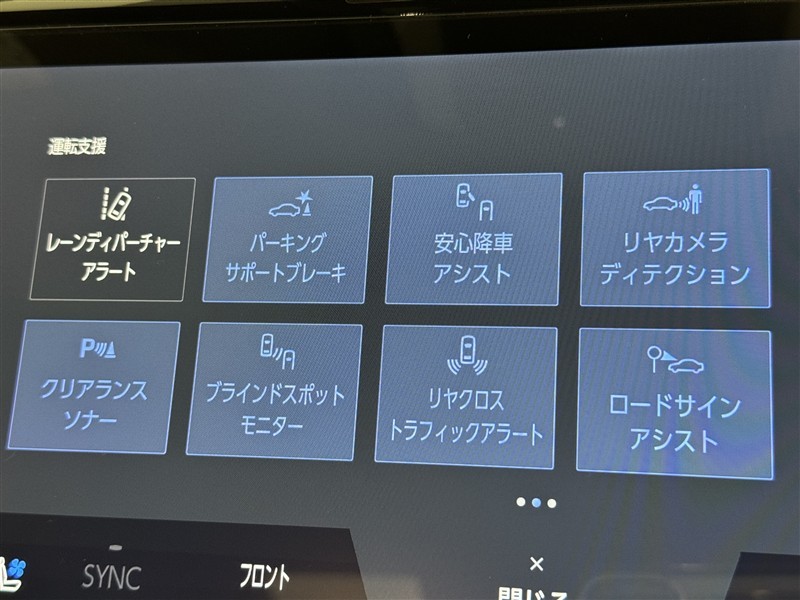 運転支援
レーンディパーチャー
アラート
パーキング
サポートブレーキ
安心降車
アシスト
リヤカメラ
ディテクション
P
クリアランス
ソナー
ブラインドスポット
モニター
リヤクロス
トラフィックアラート
ロードサイン
アシスト
SYNC
フロント
×
閉じる